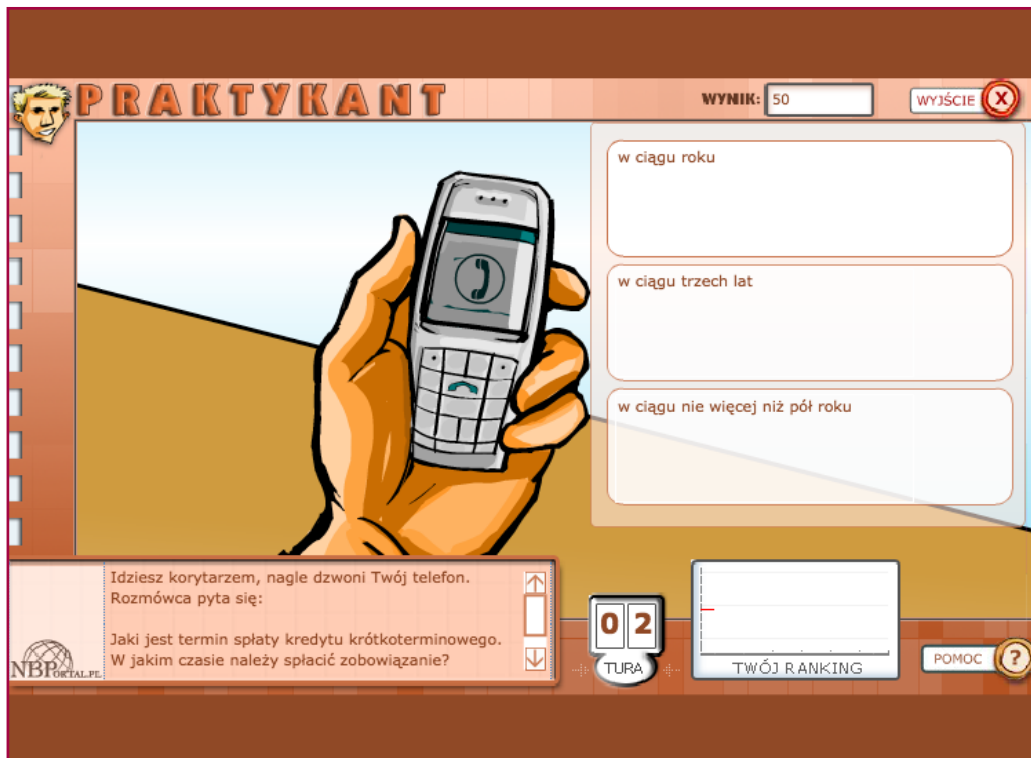 PRAKTYKANT
WYNIK: 50
WYJŚCIE X
w ciągu roku
w ciągu trzech lat
w ciągu nie więcej niż pół roku
Idziesz korytarzem, nagle dzwoni Twój telefon.
Rozmówca pyta się:
Jaki jest termin spłaty kredytu krótkoterminowego.
W jakim czasie należy spłacić zobowiązanie?
NBPORTAL.PL
02
TURA
TWÓJ RANKING
POMOC ?